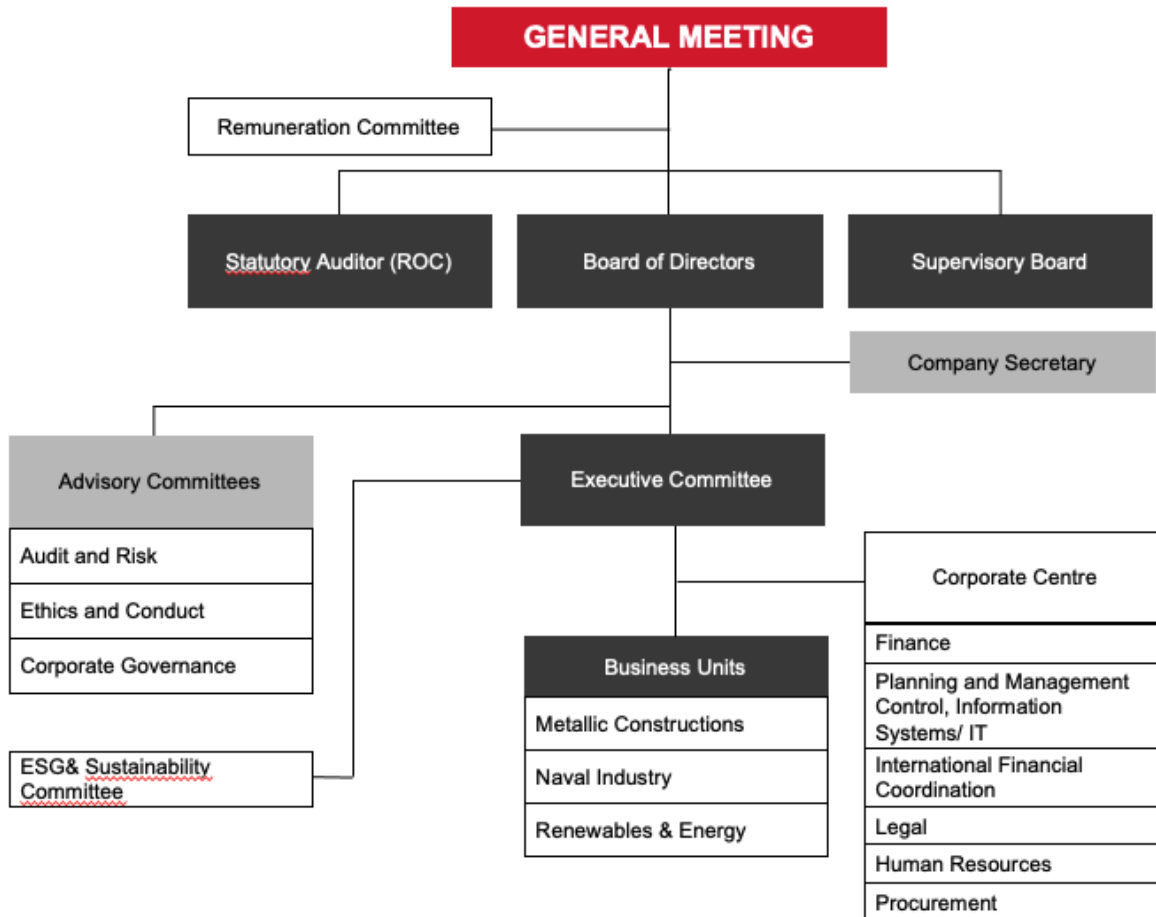 GENERAL MEETING
Remuneration Committee
Statutory Auditor (ROC)
Board of Directors
Supervisory Board
Company Secretary
Advisory Committees
Audit and Risk
Ethics and Conduct
Corporate Governance
ESG& Sustainability
Committee
Executive Committee
Business Units
Metallic Constructions
Naval Industry
Renewables & Energy
Corporate Centre
Finance
Planning and Management
Control, Information
Systems/ IT
International Financial
Coordination
Legal
Human Resources
Procurement